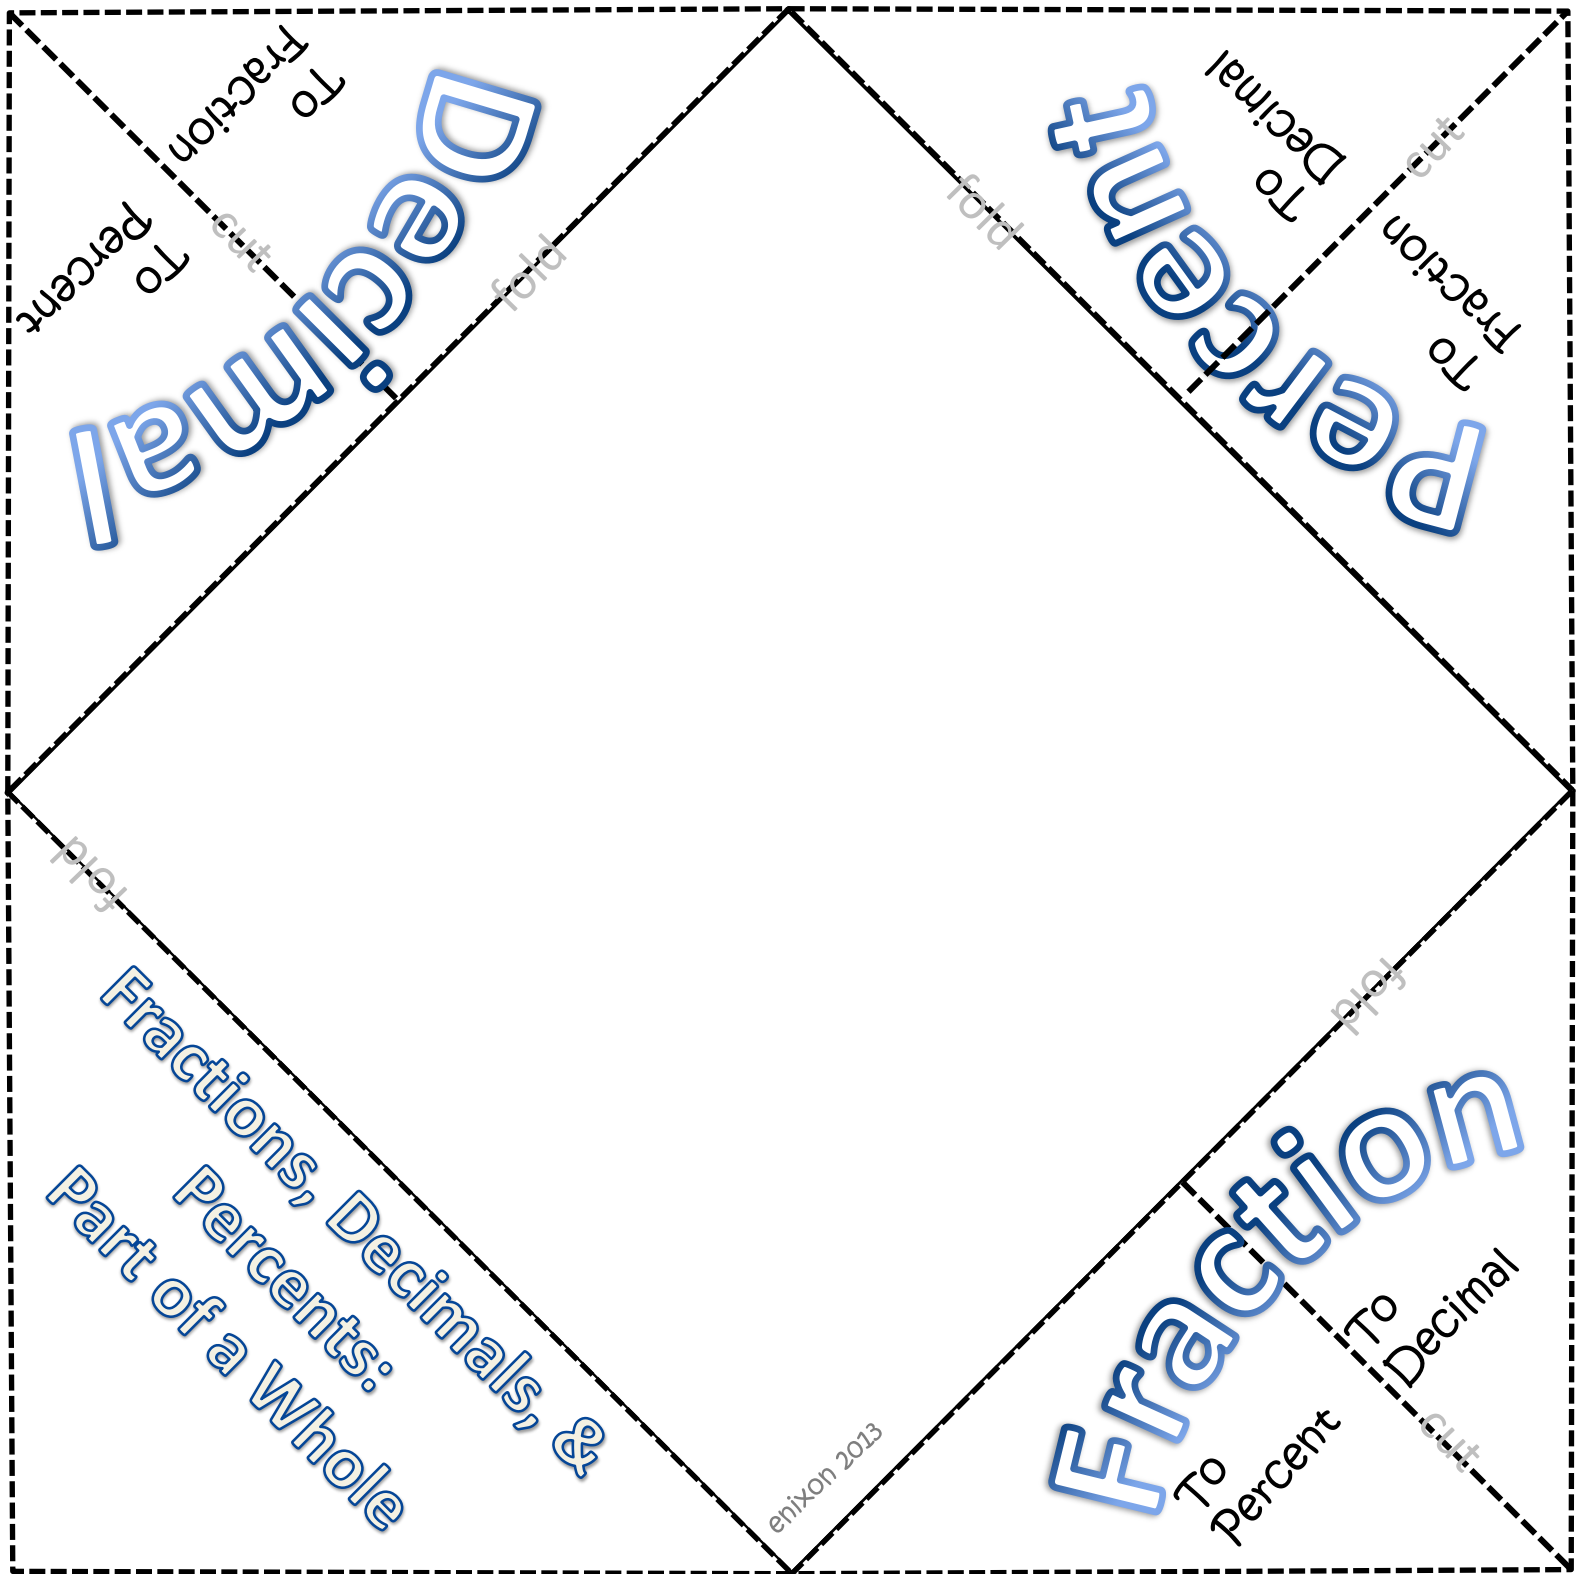 To
Fraction
cut
To
Percent
Decimal
fold
To
Decimal
cut
To
Fraction
Percent
fold
fold
Fractions, Decimals, &
Percents:
Part of a Whole
fold
Fraction
To
Decimal
cut
To
Percent
enixon 2013